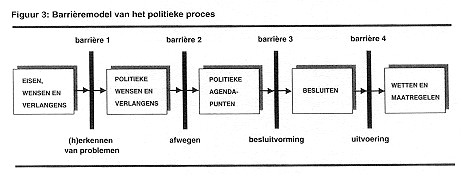 Figuur 3: Barrièremodel van het politieke proces
barrière 1
barrière 2
barrière 3
barrière 4
EISEN,
WENSEN EN
VERLANGENS
POLITIEKE
WENSEN EN
VERLANGENS
POLITIEKE
AGENDA-
PUNTEN
BESLUITEN
WETTEN EN
MAATREGELEN
(h)erkennen
van problemen
afwegen
besluitvorming
uitvoering